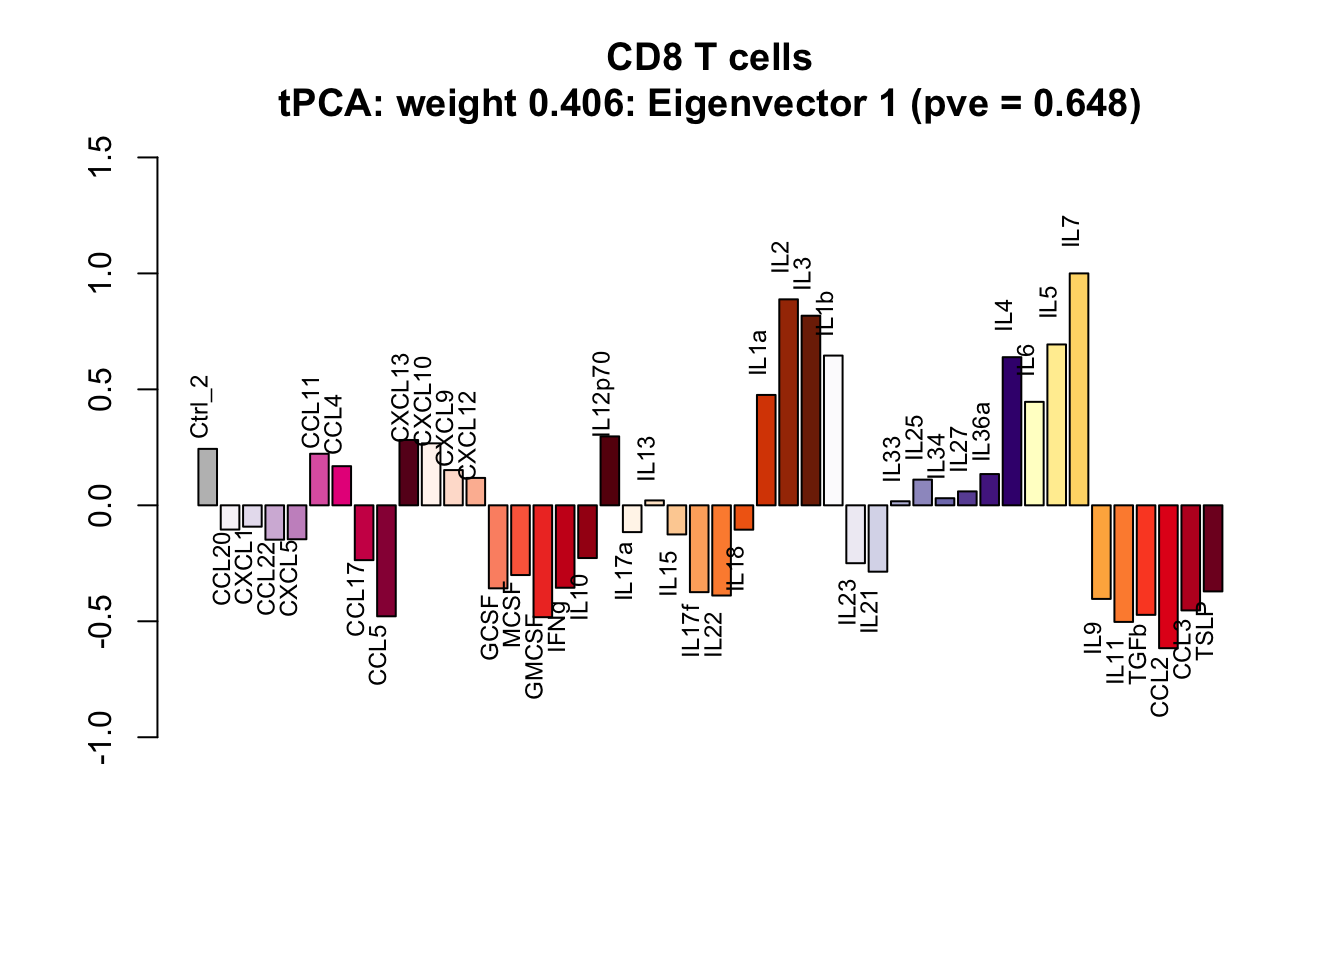 CD8 T cells
tPCA: weight 0.406: Eigenvector 1 (pve = 0.648)
1.5
1.0
0.5
0.0
-0.5
-1.0
Ctrl_2
CCL20
CXCL1
CCL22
CXCL5
CCL11
CCL4
CCL17
CCL5
CXCL13
CXCL10
CXCL9
CXCL12
GCSF
MCSF
GMCSF
IFNg
IL10
IL12p70
IL17a
IL13
IL15
IL17f
IL22
IL18
IL1a
IL2
IL3
IL1b
IL23
IL21
IL33
IL25
IL34
IL27
IL36a
IL4
IL6
IL5
IL7
IL9
IL11
TGFb
CCL2
CCL3
TSLP